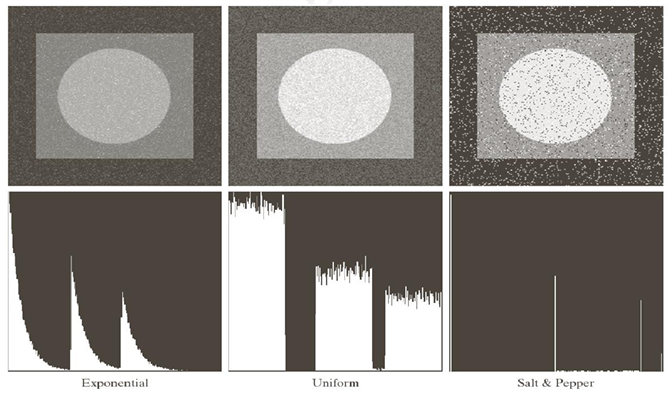 Exponential
Uniform
Salt & Pepper